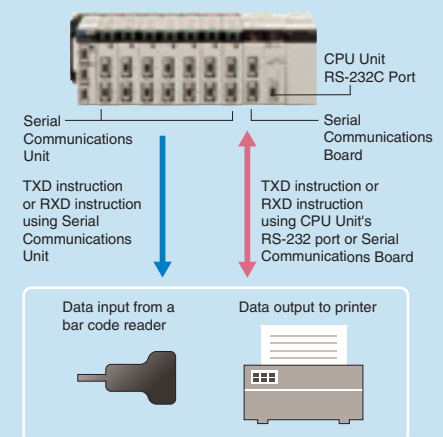 CPU Unit
RS-232C Port
Serial
Communications
Unit
Serial
Communications
Board
TXD instruction
or RXD instruction
using Serial
Communications
Unit
TXD instruction or
RXD instruction
using CPU Unit's
RS-232 port or Serial
Communications Board
Data input from a
bar code reader
Data output to printer